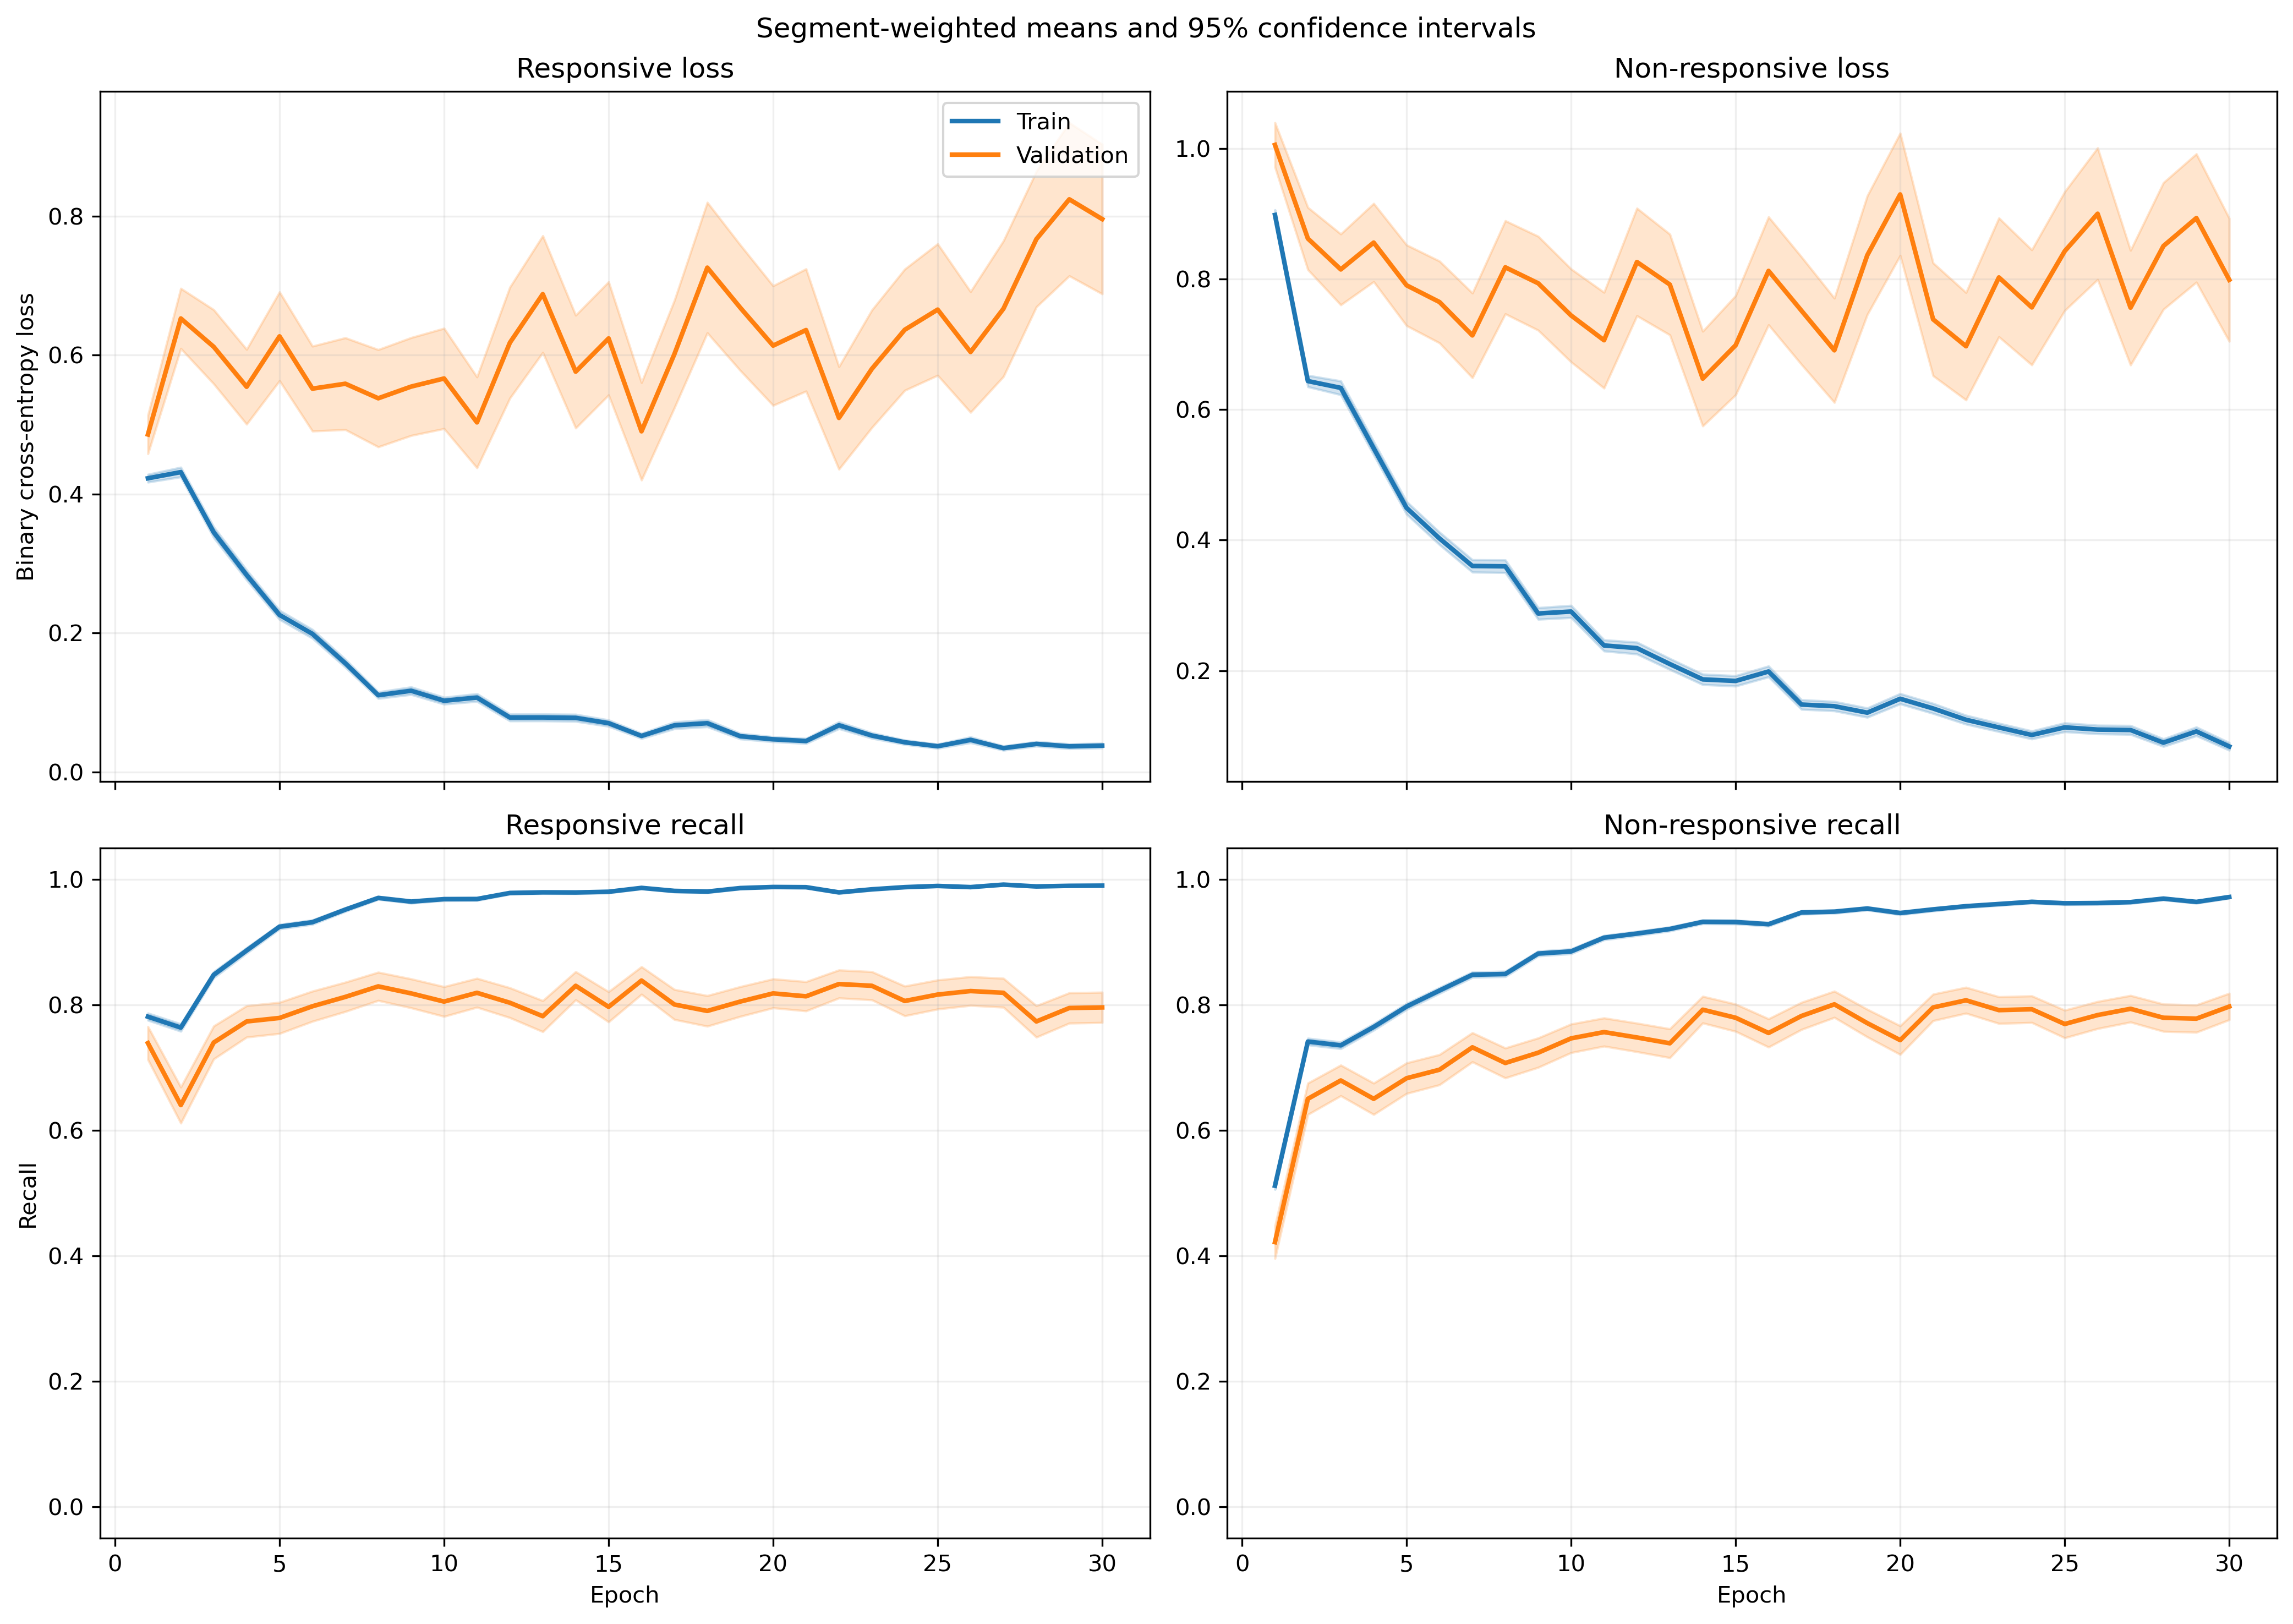 Segment-weighted means and 95% confidence intervals
Responsive loss
Non-responsive loss
Train
Validation
Binary cross-entropy loss
0.8
0.6
0.4
0.2
0.0
1.0
0.8
0.6
0.4
0.2
Responsive recall
Non-responsive recall
Recall
1.0
0.8
0.6
0.4
0.2
0.0
1.0
0.8
0.6
0.4
0.2
0.0
0 5 10 15 20 25 30
0 5 10 15 20 25 30
Epoch
Epoch